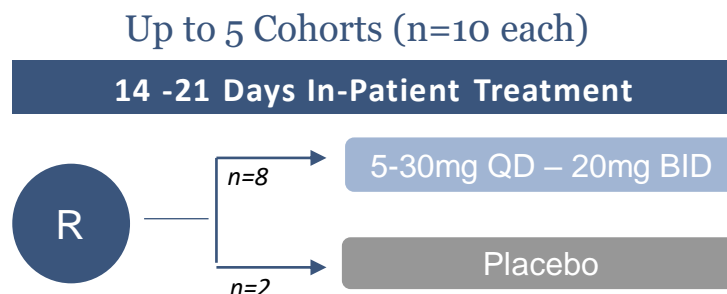 Up to 5 Cohorts (n=10 each)
14 -21 Days In-Patient Treatment
R
n=8
5-30mg QD – 20mg BID
n=2
Placebo